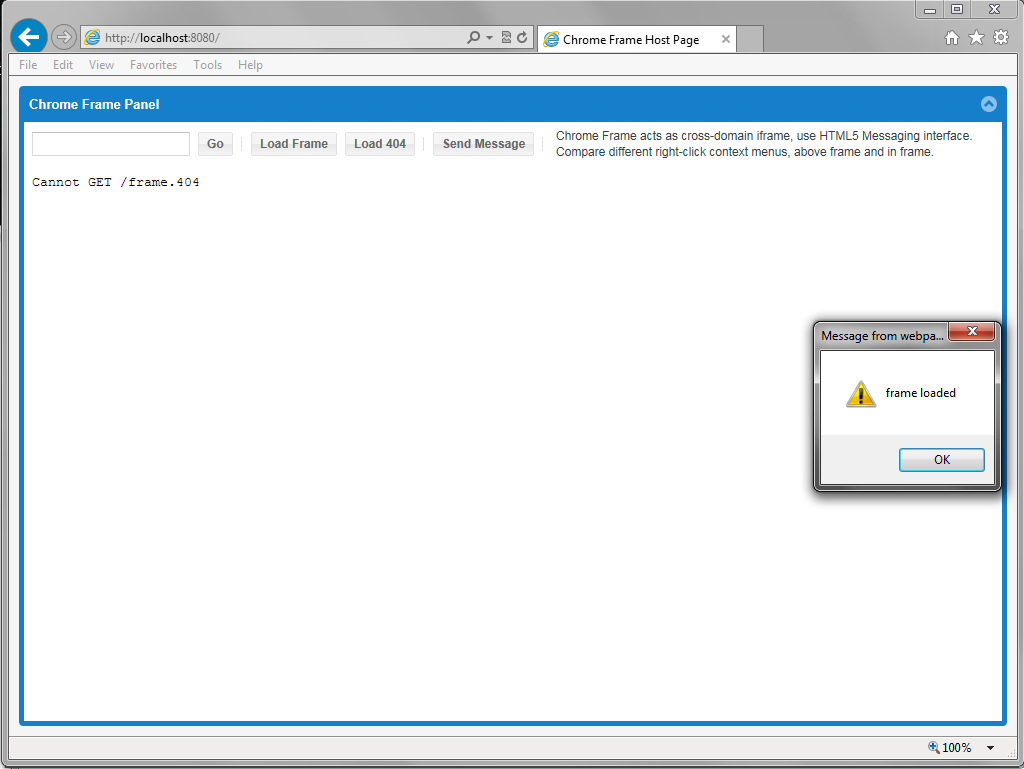 http://localhost:8080/
Chrome Frame Host Page
File Edit View Favorites Tools Help
Chrome Frame Panel
Go Load Frame Load 404 Send Message
Chrome Frame acts as cross-domain iframe, use HTML5 Messaging interface.
Compare different right-click context menus, above frame and in frame.
Cannot GET /frame.404
Message from webpa...
frame loaded
OK
100%